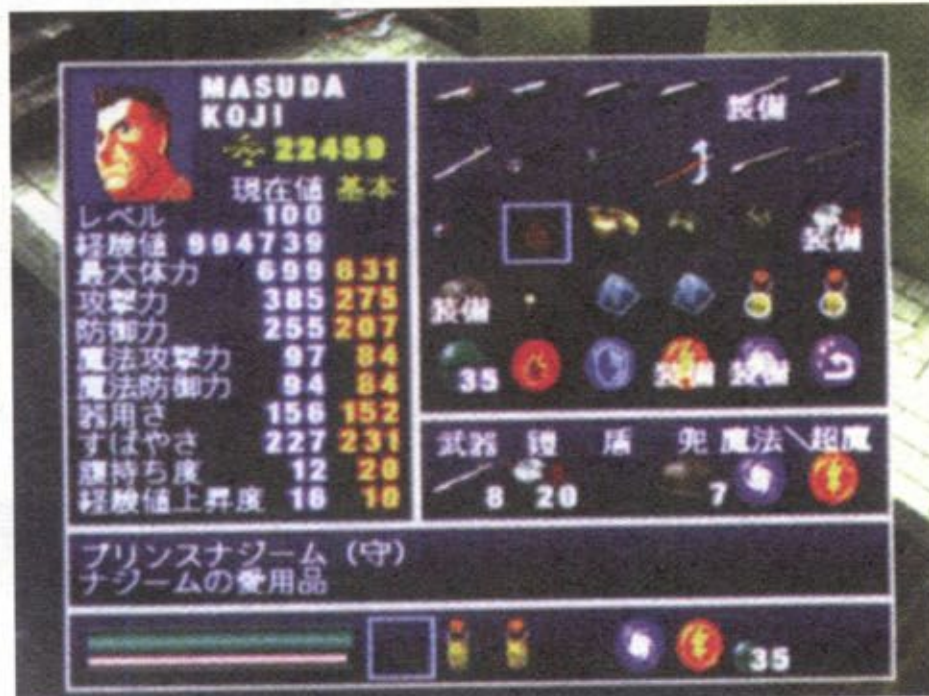 MASUDA
KOJI
22459
現在値 基本
レベル 100
経験値 994739
最大体力 699 631
攻撃力 385 275
防御力 255 207
魔法攻撃力 97 84
魔法防御力 94 84
器用さ 156 152
すばやさ 227 231
腹持ち度 12 20
経験値上昇度 16 10
装備
装備
装備
35 装備 装備
武器 鎧 盾 兜 魔法＼超魔
8 20 7
プリンスナジーム（守）
ナジームの愛用品
35